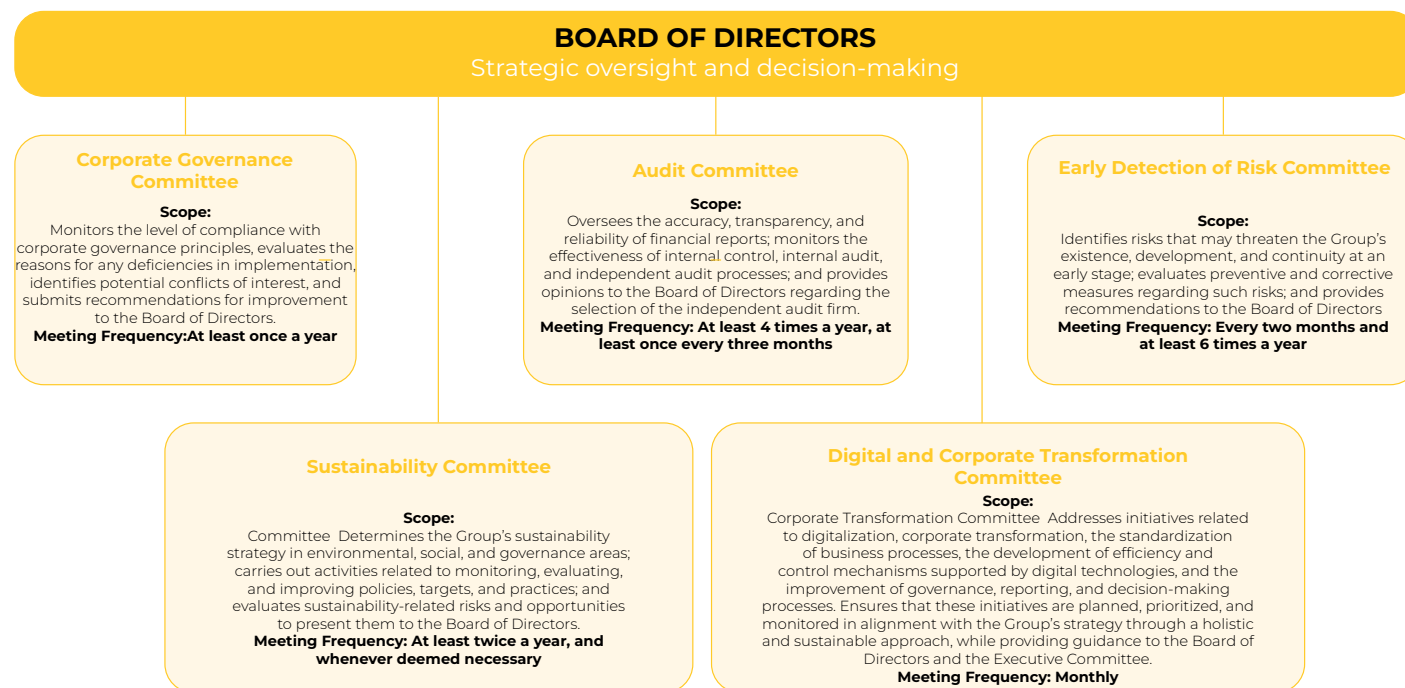 BOARD OF DIRECTORS
Strategic oversight and decision-making
Corporate Governance
Committee
Scope:
Monitors the level of compliance with
corporate governance principles, evaluates the
reasons for any deficiencies in implementation,
identifies potential conflicts of interest, and
submits recommendations for improvement
to the Board of Directors.
Meeting Frequency:At least once a year
Audit Committee
Scope:
Oversees the accuracy, transparency, and
reliability of financial reports; monitors the
effectiveness of internal control, internal audit,
and independent audit processes; and provides
opinions to the Board of Directors regarding the
selection of the independent audit firm.
Meeting Frequency: At least 4 times a year, at
least once every three months
Early Detection of Risk Committee
Scope:
Identifies risks that may threaten the Group's
existence, development, and continuity at an
early stage; evaluates preventive and corrective
measures regarding such risks; and provides
recommendations to the Board of Directors
Meeting Frequency: Every two months and
at least 6 times a year
Sustainability Committee
Scope:
Committee  Determines the Group's sustainability
strategy in environmental, social, and governance areas;
carries out activities related to monitoring, evaluating,
and improving policies, targets, and practices; and
evaluates sustainability-related risks and opportunities
to present them to the Board of Directors.
Meeting Frequency: At least twice a year, and
whenever deemed necessary
Digital and Corporate Transformation
Committee
Scope:
Corporate Transformation Committee  Addresses initiatives related
to digitalization, corporate transformation, the standardization
of business processes, the development of efficiency and
control mechanisms supported by digital technologies, and the
improvement of governance, reporting, and decision-making
processes. Ensures that these initiatives are planned, prioritized, and
monitored in alignment with the Group's strategy through a holistic
and sustainable approach, while providing guidance to the Board of
Directors and the Executive Committee.
Meeting Frequency: Monthly